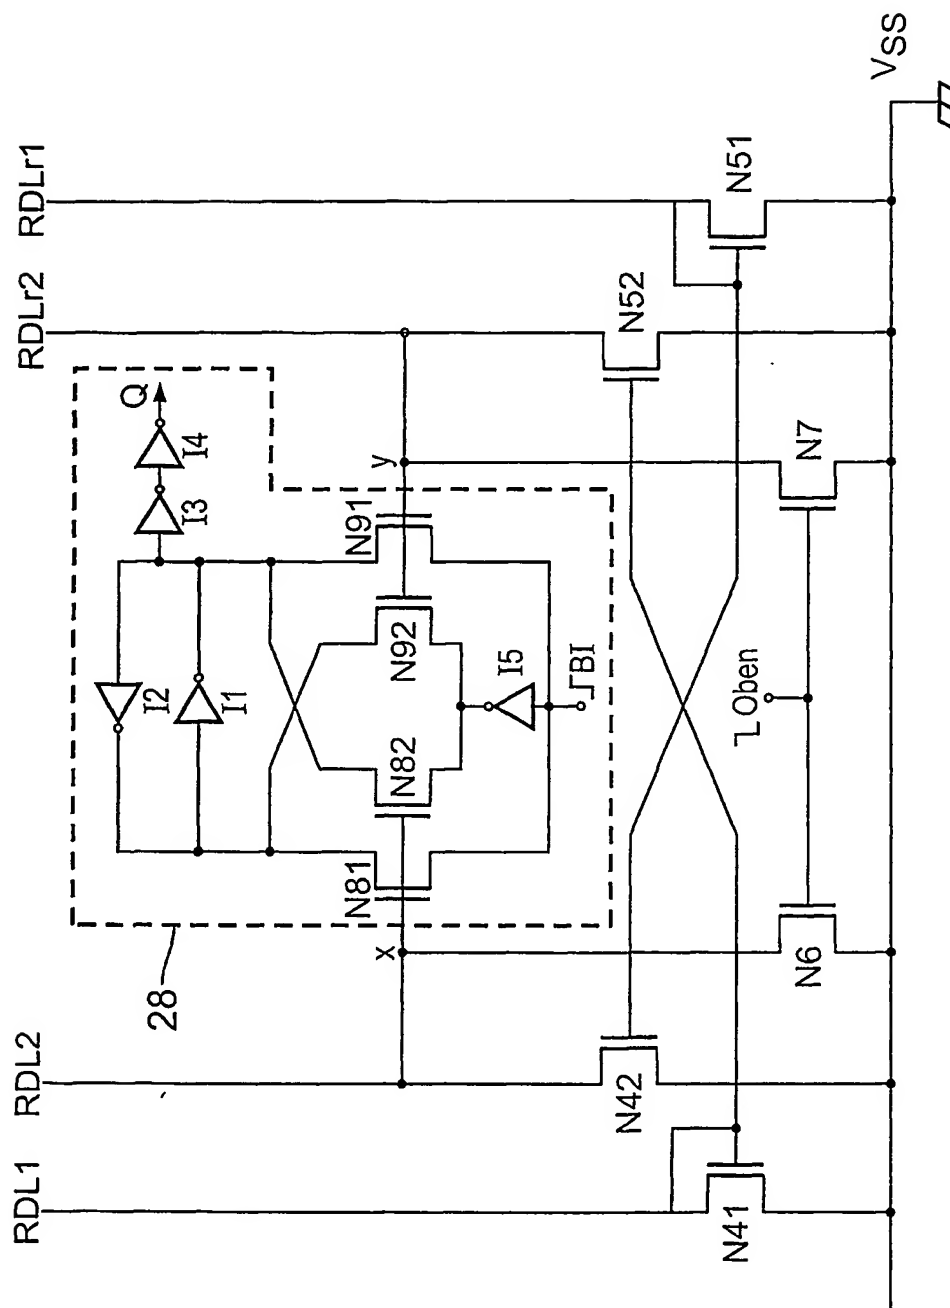 RDL1
RDL2
RDLr2
RDLr1
28
I2
I1
I3
I4
Q
N81
N82
N92
N91
x
y
I5
BI
N41
N42
N52
N51
N6
Oben
N7
VSS